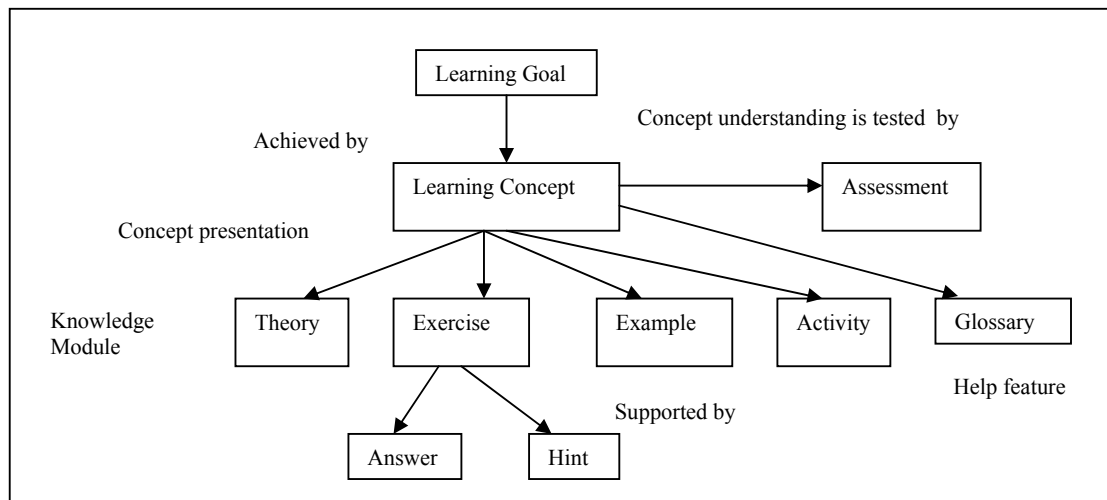 Learning Goal
Concept understanding is tested by
Achieved by
Learning Concept
Assessment
Concept presentation
Knowledge
Module
Theory
Exercise
Example
Activity
Glossary
Help feature
Supported by
Answer
Hint